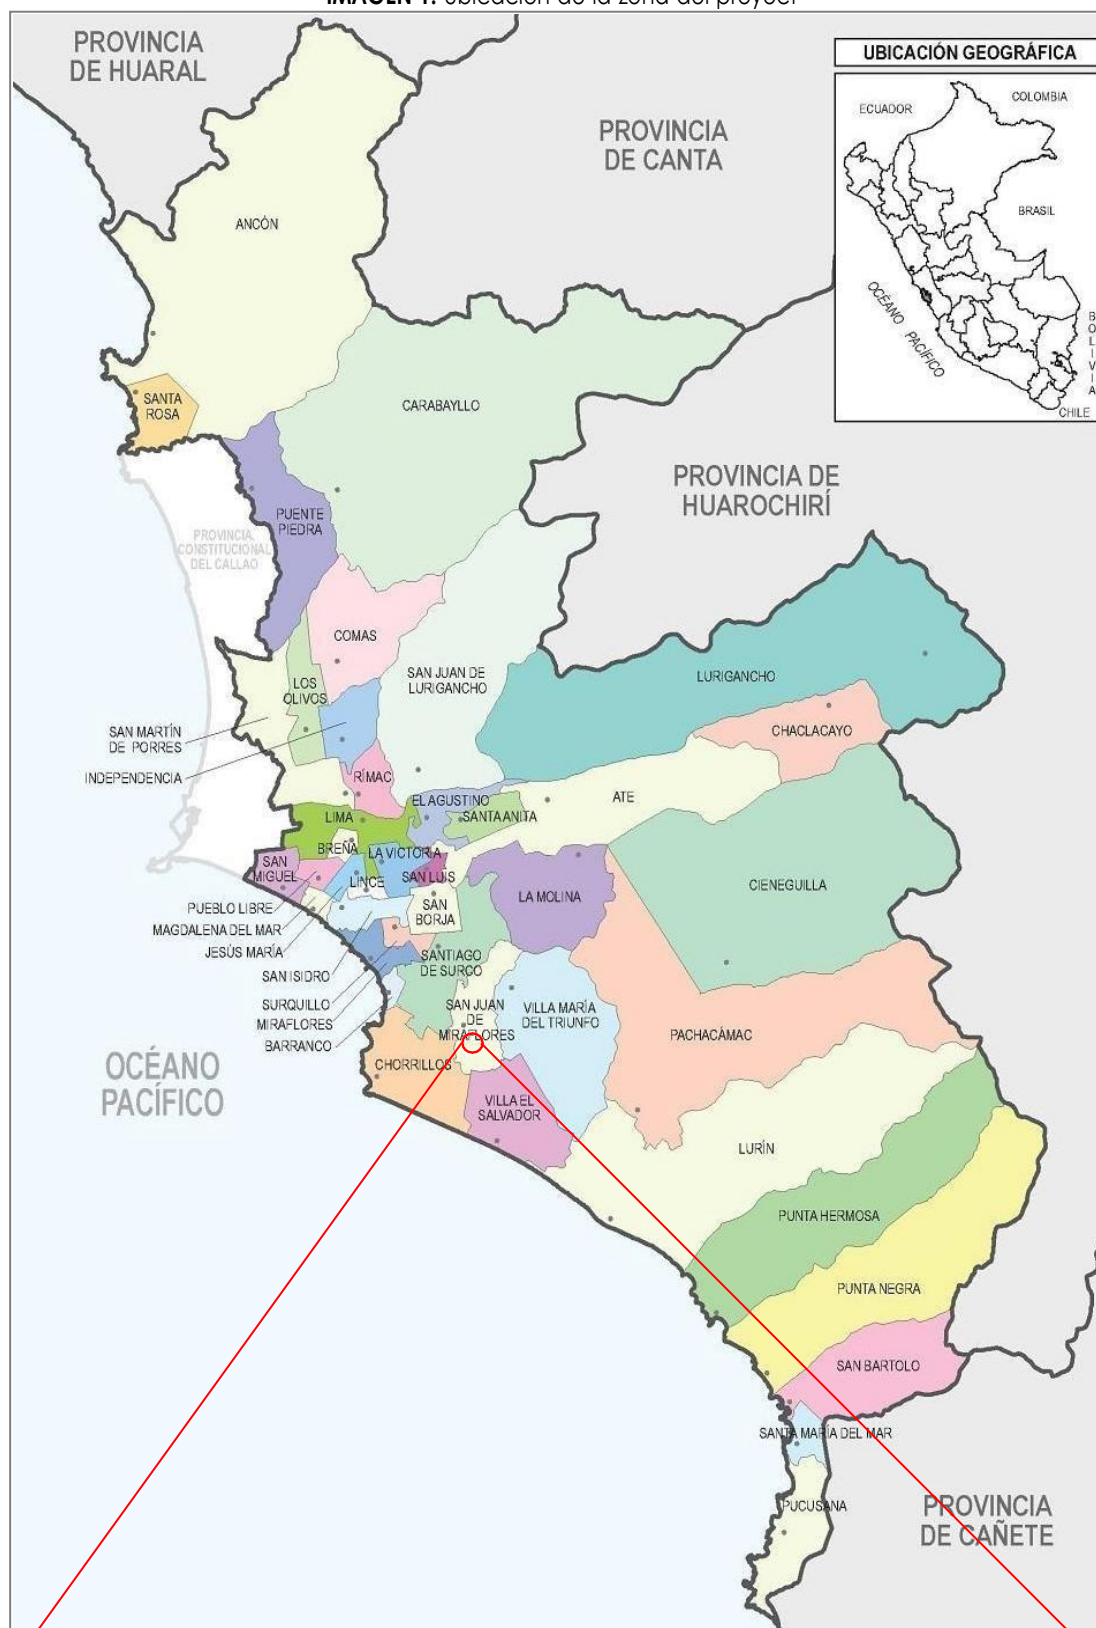 IMAGEN 1: Ubicación de la zona del proyect
PROVINCIA
DE HUARAL
UBICACIÓN GEOGRÁFICA
ECUADOR
COLOMBIA
BRASIL
OCÉANO PACÍFICO
BOLIVIA
CHILE
PROVINCIA
DE CANTA
ANCÓN
SANTA
ROSA
CARABAYLLO
PROVINCIA DE
HUAROCHIRÍ
PUENTE
PIEDRA
PROVINCIA
CONSTITUCIONAL
DEL CALLAO
COMAS
SAN JUAN DE
LURIGANCHO
LURIGANCHO
LOS
OLIVOS
CHACLACAYO
SAN MARTÍN
DE PORRES
INDEPENDENCIA
RÍMAC
EL AGUSTINO
ATE
LIMA
SANTA ANITA
BREÑA
LA VICTORIA
SAN
MIGUEL
LINCE
SAN LUIS
CIENEGUILLA
LA MOLINA
PUEBLO LIBRE
SAN
BORJA
MAGDALENA DEL MAR
JESÚS MARÍA
SANTIAGO
DE SURCO
SAN ISIDRO
SURQUILLO
SAN JUAN
DE
MIRAFLORES
VILLA MARÍA
DEL TRIUNFO
MIRAFLORES
PACHACÁMAC
BARRANCO
OCÉANO
PACÍFICO
CHORRILLOS
VILLA EL
SALVADOR
LURÍN
PUNTA HERMOSA
PUNTA NEGRA
SAN BARTOLO
SANTA MARÍA DEL MAR
PUCUSANA
PROVINCIA
DE CAÑETE